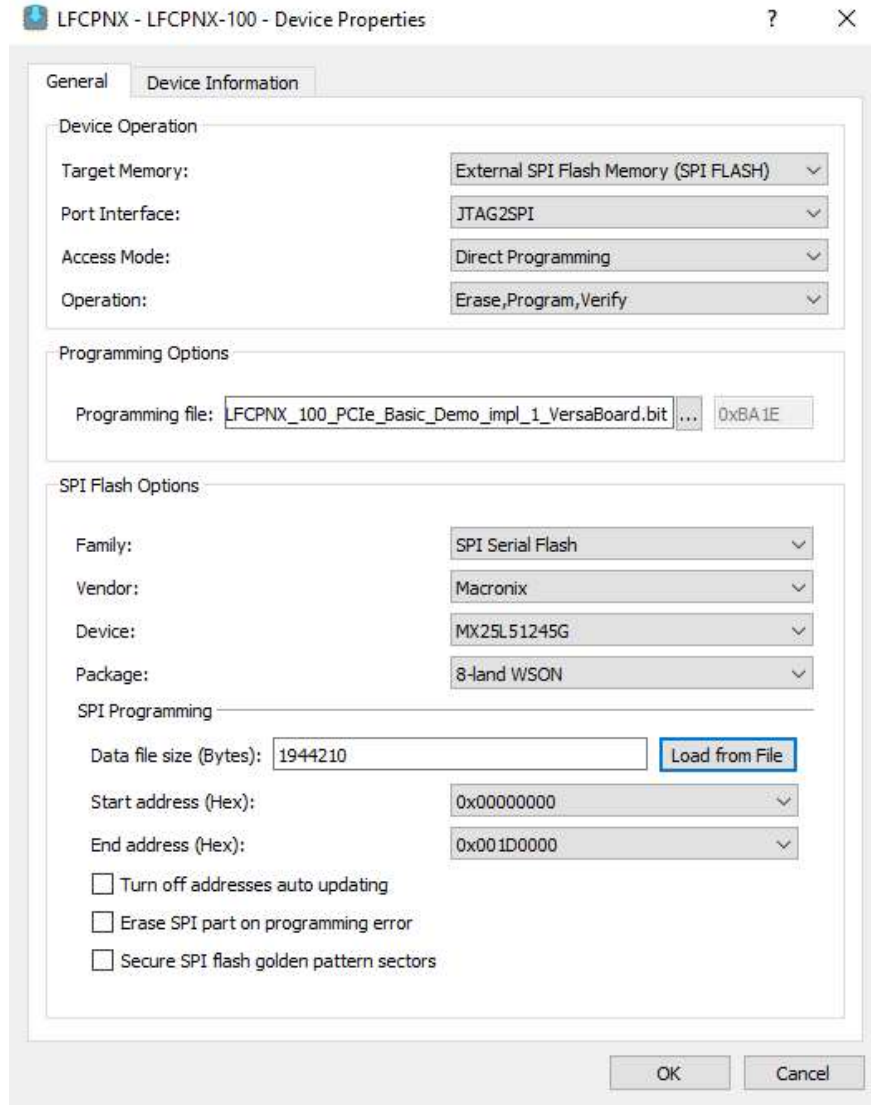 LFCPNX - LFCPNX-100 - Device Properties ?
General Device Information
Device Operation
Target Memory: External SPI Flash Memory (SPI FLASH)
Port Interface: JTAG2SPI
Access Mode: Direct Programming
Operation: Erase,Program,Verify
Programming Options
Programming file: LFCPNX_100_PCIe_Basic_Demo_impl_1_VersaBoard.bit ... 0xBA1E
SPI Flash Options
Family: SPI Serial Flash
Vendor: Macronix
Device: MX25L51245G
Package: 8-land WSON
SPI Programming
Data file size (Bytes): 1944210 Load from File
Start address (Hex): 0x00000000
End address (Hex): 0x001D0000
Turn off addresses auto updating
Erase SPI part on programming error
Secure SPI flash golden pattern sectors
OK Cancel